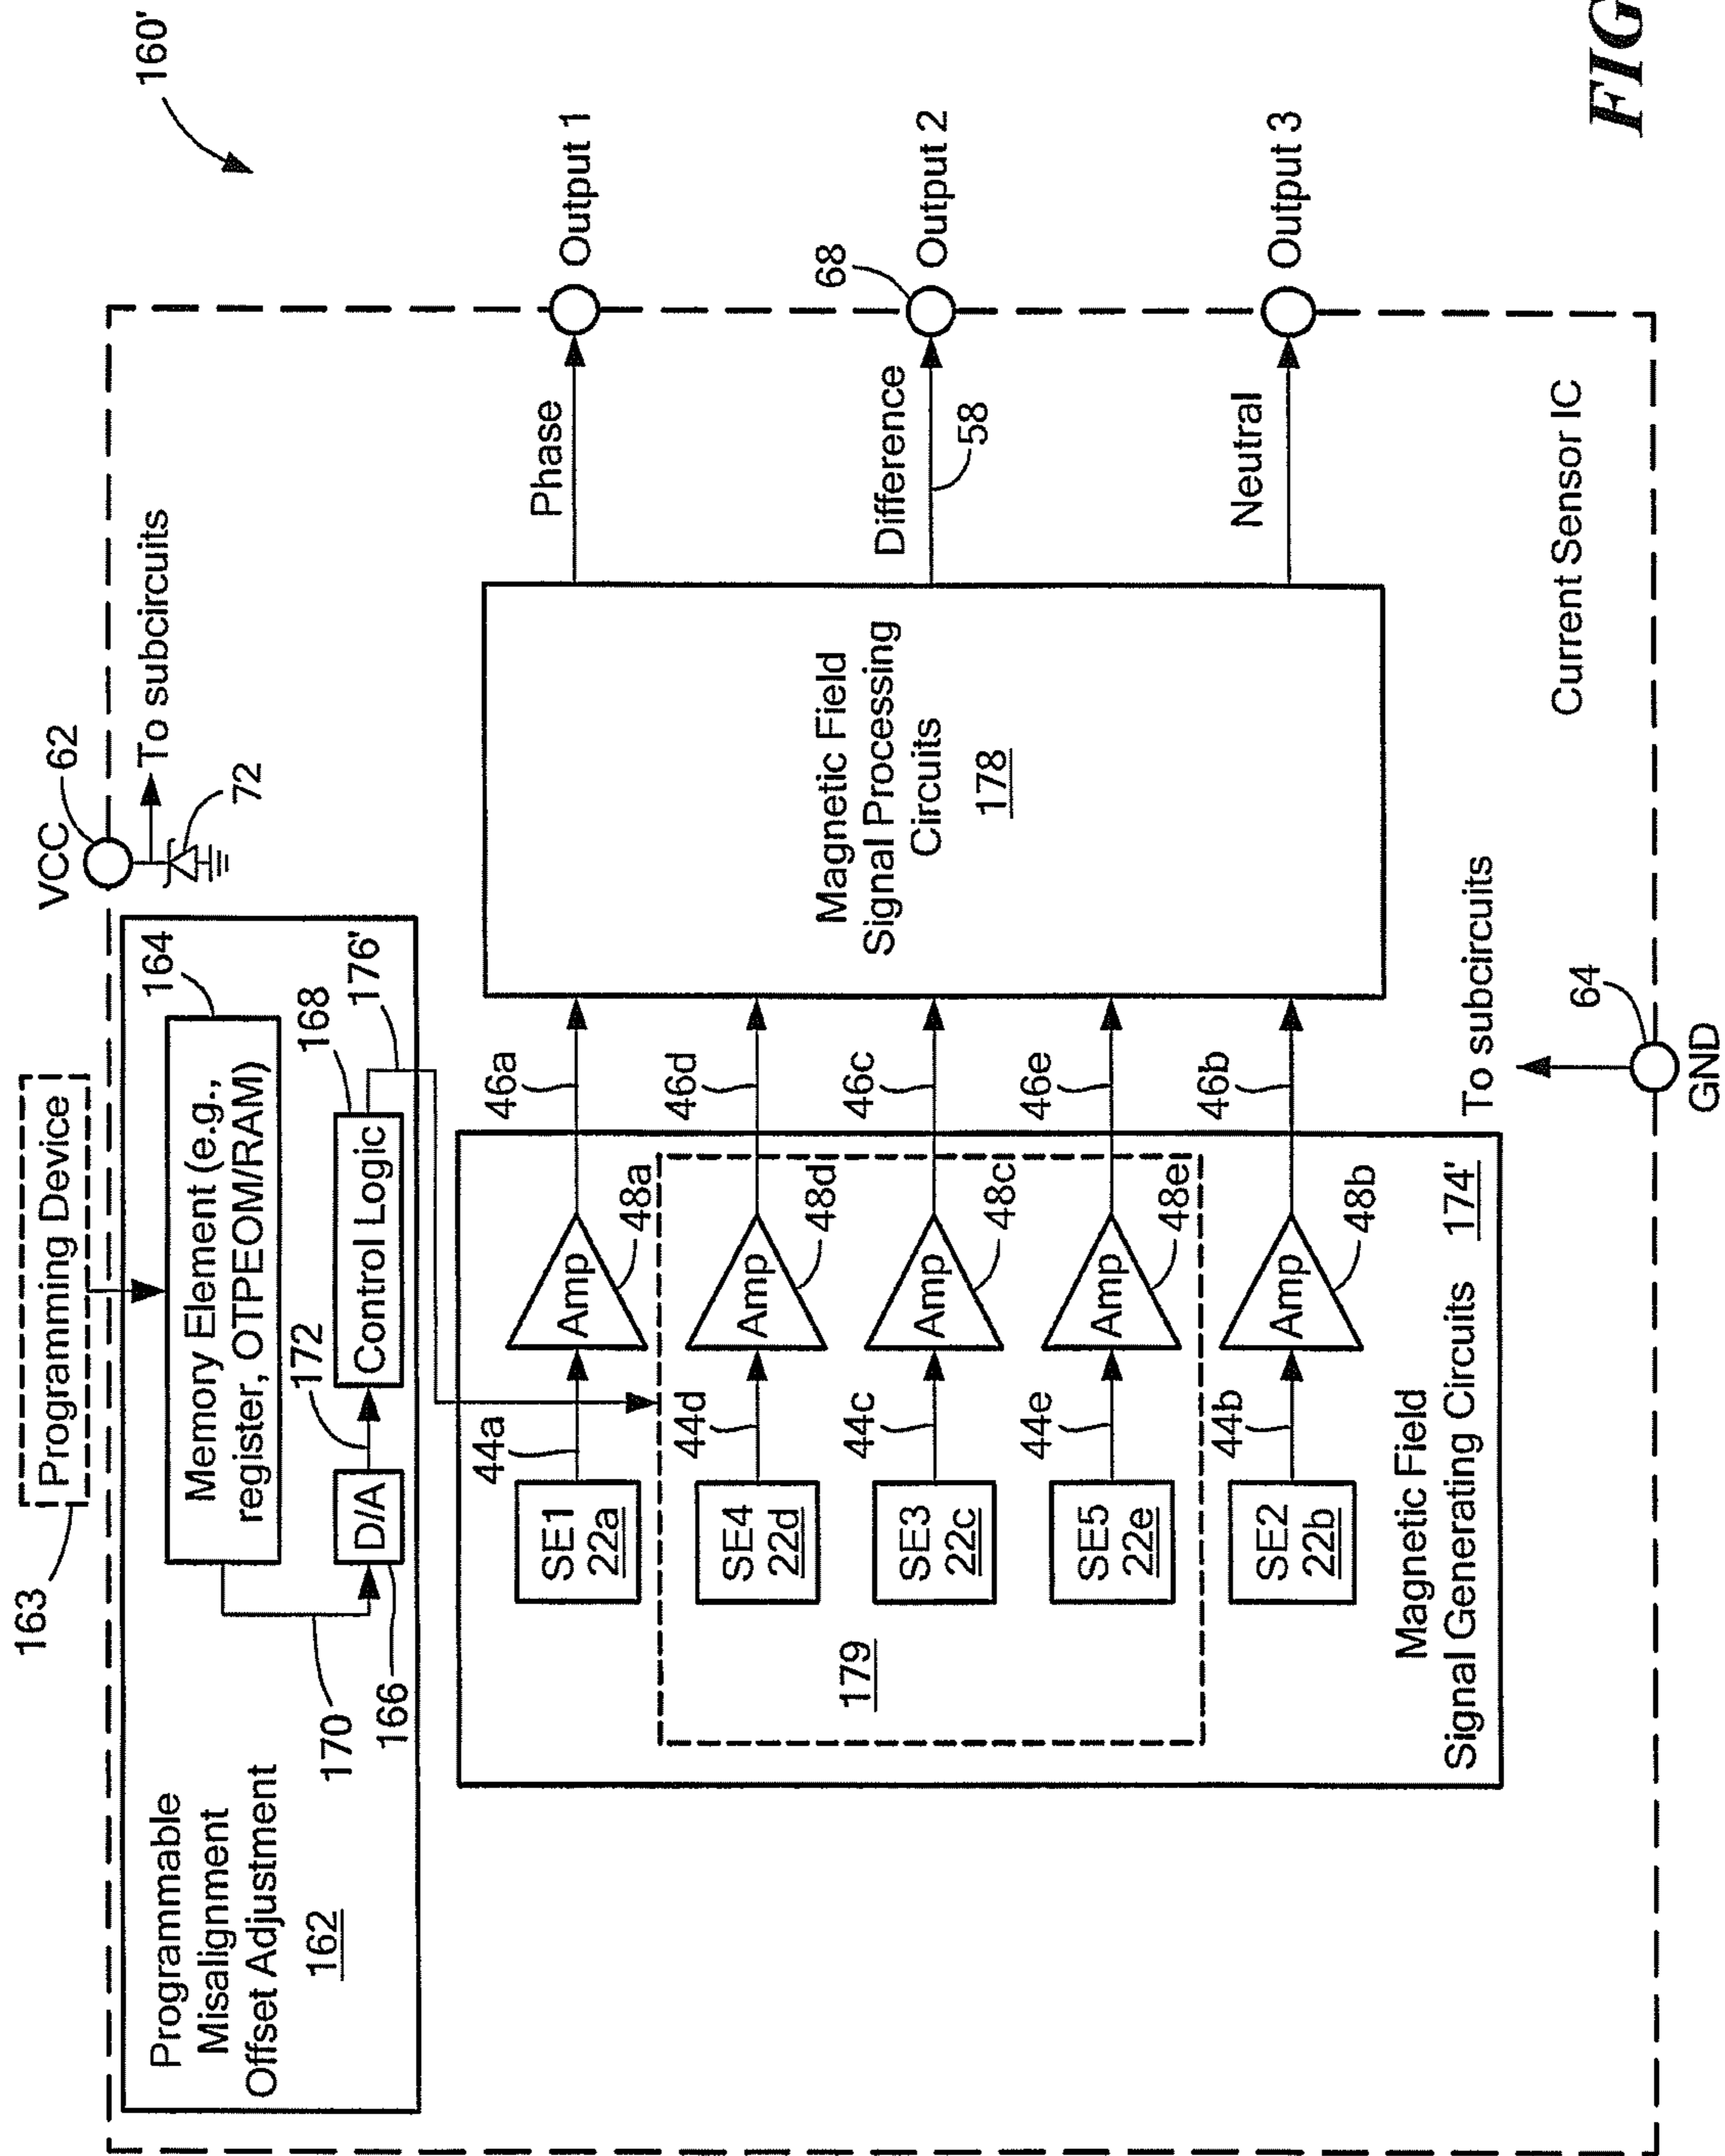 160'
163
Programming Device
VCC
62
To subcircuits
72
Programmable
Misalignment
Offset Adjustment
162
Memory Element (e.g.,
register, OTPEOM/RAM)
164
170
D/A
166
172
Control Logic
168
176'
SE1
22a
44a
Amp
48a
46a
SE4
22d
44d
Amp
48d
46d
SE3
22c
44c
Amp
48c
46c
SE5
22e
44e
Amp
48e
46e
SE2
22b
44b
Amp
48b
46b
179
Magnetic Field
Signal Generating Circuits 174'
Magnetic Field
Signal Processing
Circuits
178
Phase
Output 1
Difference
58
68
Output 2
Neutral
Output 3
To subcircuits
64
GND
Current Sensor IC
FIG